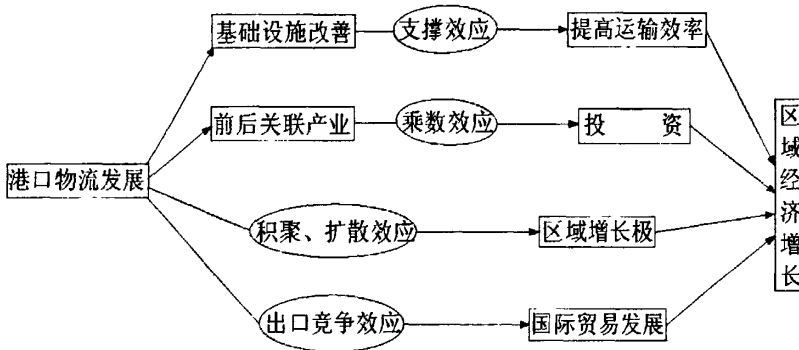 基础设施改善 支撑效应 提高运输效率
前后关联产业 乘数效应 投 资
港口物流发展
积聚、扩散效应 区域增长极
出口竞争效应 国际贸易发展
区
域
经
济
增
长